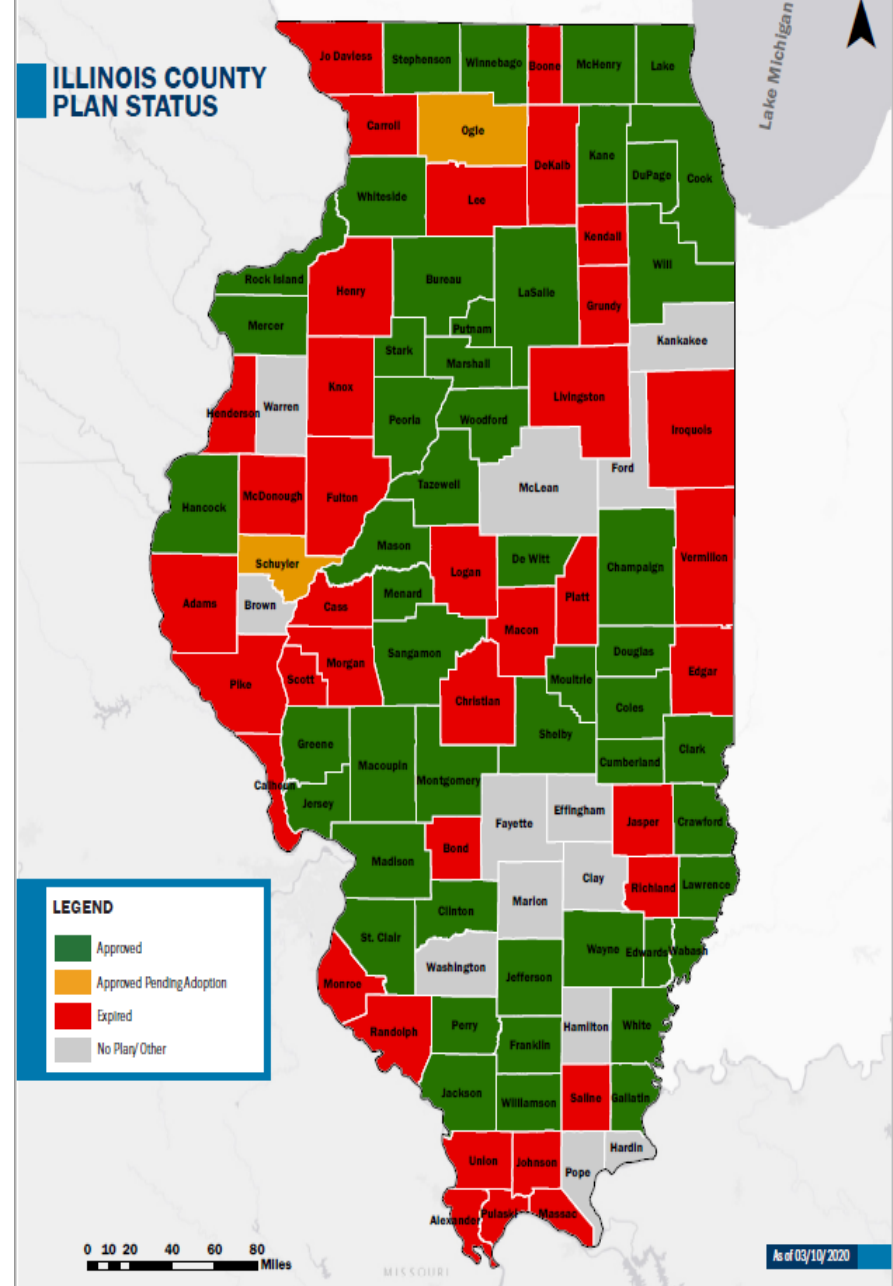 Lake Michigan
ILLINOIS COUNTY
PLAN STATUS
Jo Daviess
Stephenson
Winnebago
Boone
McHenry
Lake
Carroll
Ogle
DeKalb
Kane
DuPage
Cook
Whiteside
Lee
Kendall
Will
Rock Island
Henry
Bureau
LaSalle
Grundy
Mercer
Putnam
Kankakee
Stark
Marshall
Henderson
Warren
Knox
Peoria
Woodford
Livingston
Iroquois
Ford
Hancock
McDonough
Fulton
Tazewell
McLean
Mason
Schuyler
Logan
De Witt
Champaign
Vermilion
Adams
Brown
Cass
Menard
Piatt
Macon
Pike
Scott
Morgan
Sangamon
Douglas
Edgar
Christian
Moultrie
Coles
Shelby
Greene
Macoupin
Montgomery
Cumberland
Clark
Calhoun
Jersey
Fayette
Effingham
Jasper
Crawford
Madison
Bond
Clay
Richland
Lawrence
Marion
Clinton
St. Clair
Washington
Wayne
Edwards
Wabash
Jefferson
Monroe
Randolph
Perry
Hamilton
White
Franklin
Jackson
Williamson
Saline
Gallatin
Union
Johnson
Pope
Hardin
Alexander
Pulaski
Massac
LEGEND
Approved
Approved Pending Adoption
Expired
No Plan/ Other
0 10 20 40 60 80
Miles
MISSOURI
As of 03/10/2020